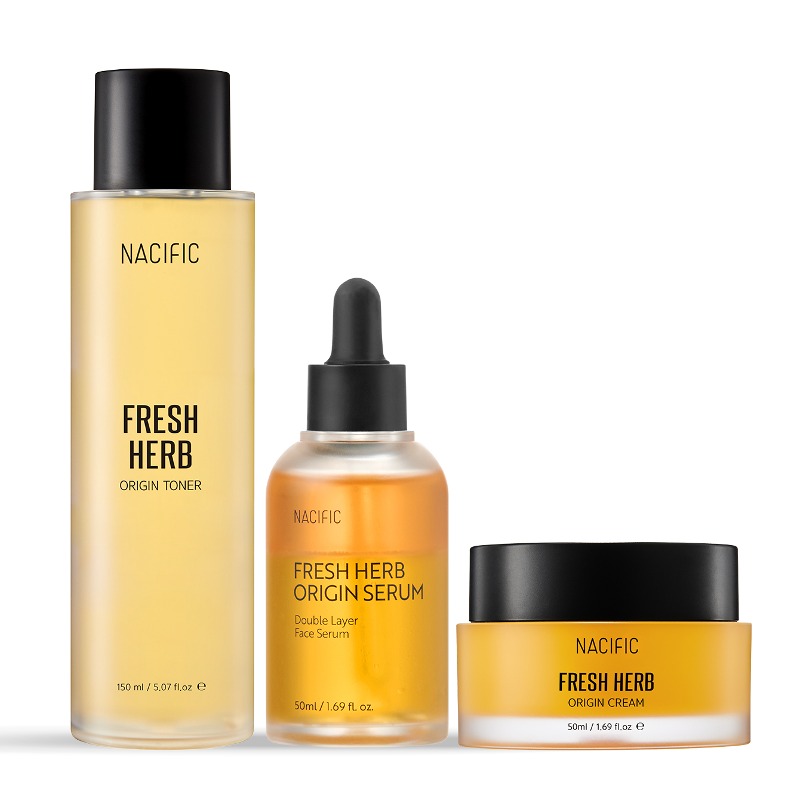 NACIFIC
FRESH
HERB
ORIGIN TONER
150 ml / 5.07 fl.oz ℮
NACIFIC
FRESH HERB
ORIGIN SERUM
Double Layer
Face Serum
50ml / 1.69 fl. oz.
NACIFIC
FRESH HERB
ORIGIN CREAM
50ml / 1.69 fl.oz ℮